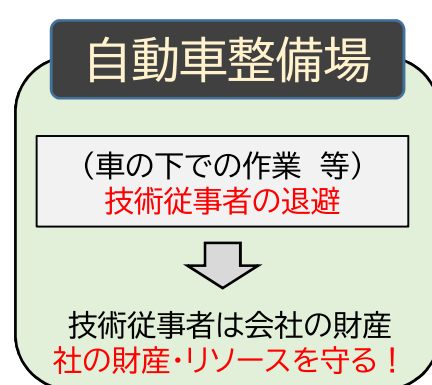 自動車整備場
（車の下での作業 等）
技術従事者の退避
技術従事者は会社の財産
社の財産・リソースを守る！